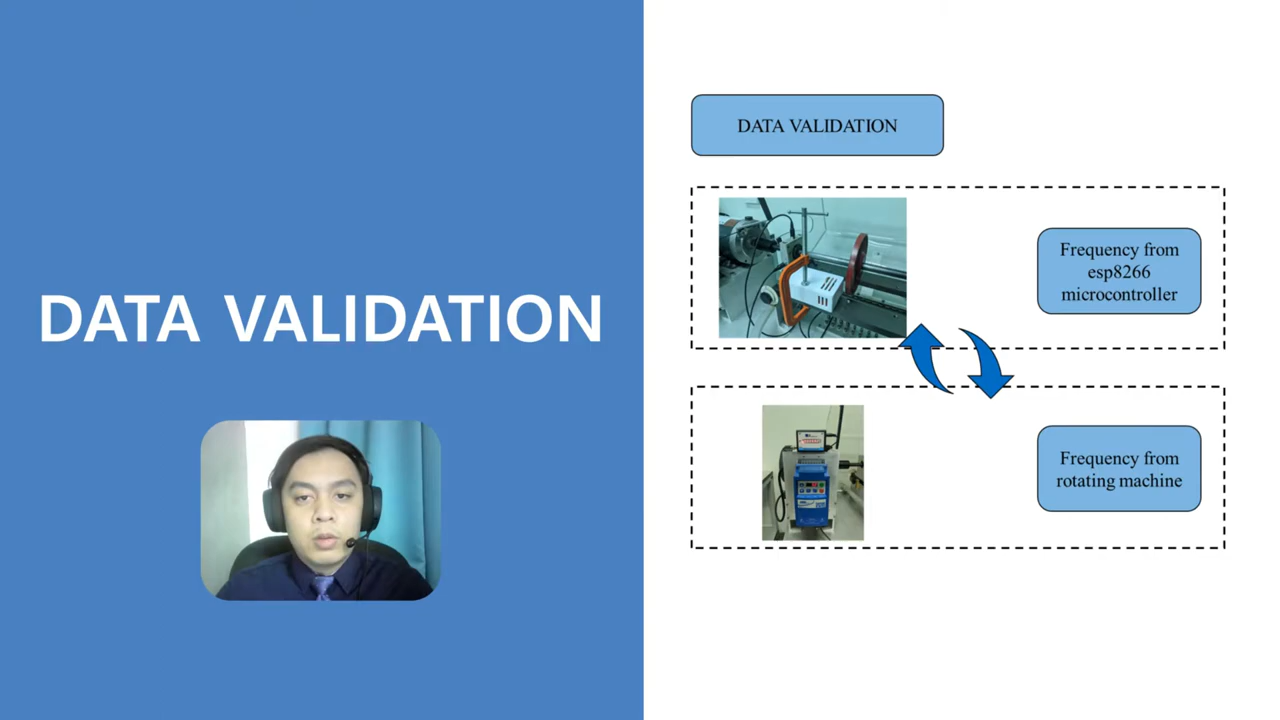 DATA VALIDATION
DATA VALIDATION
Frequency from
esp8266
microcontroller
Frequency from
rotating machine